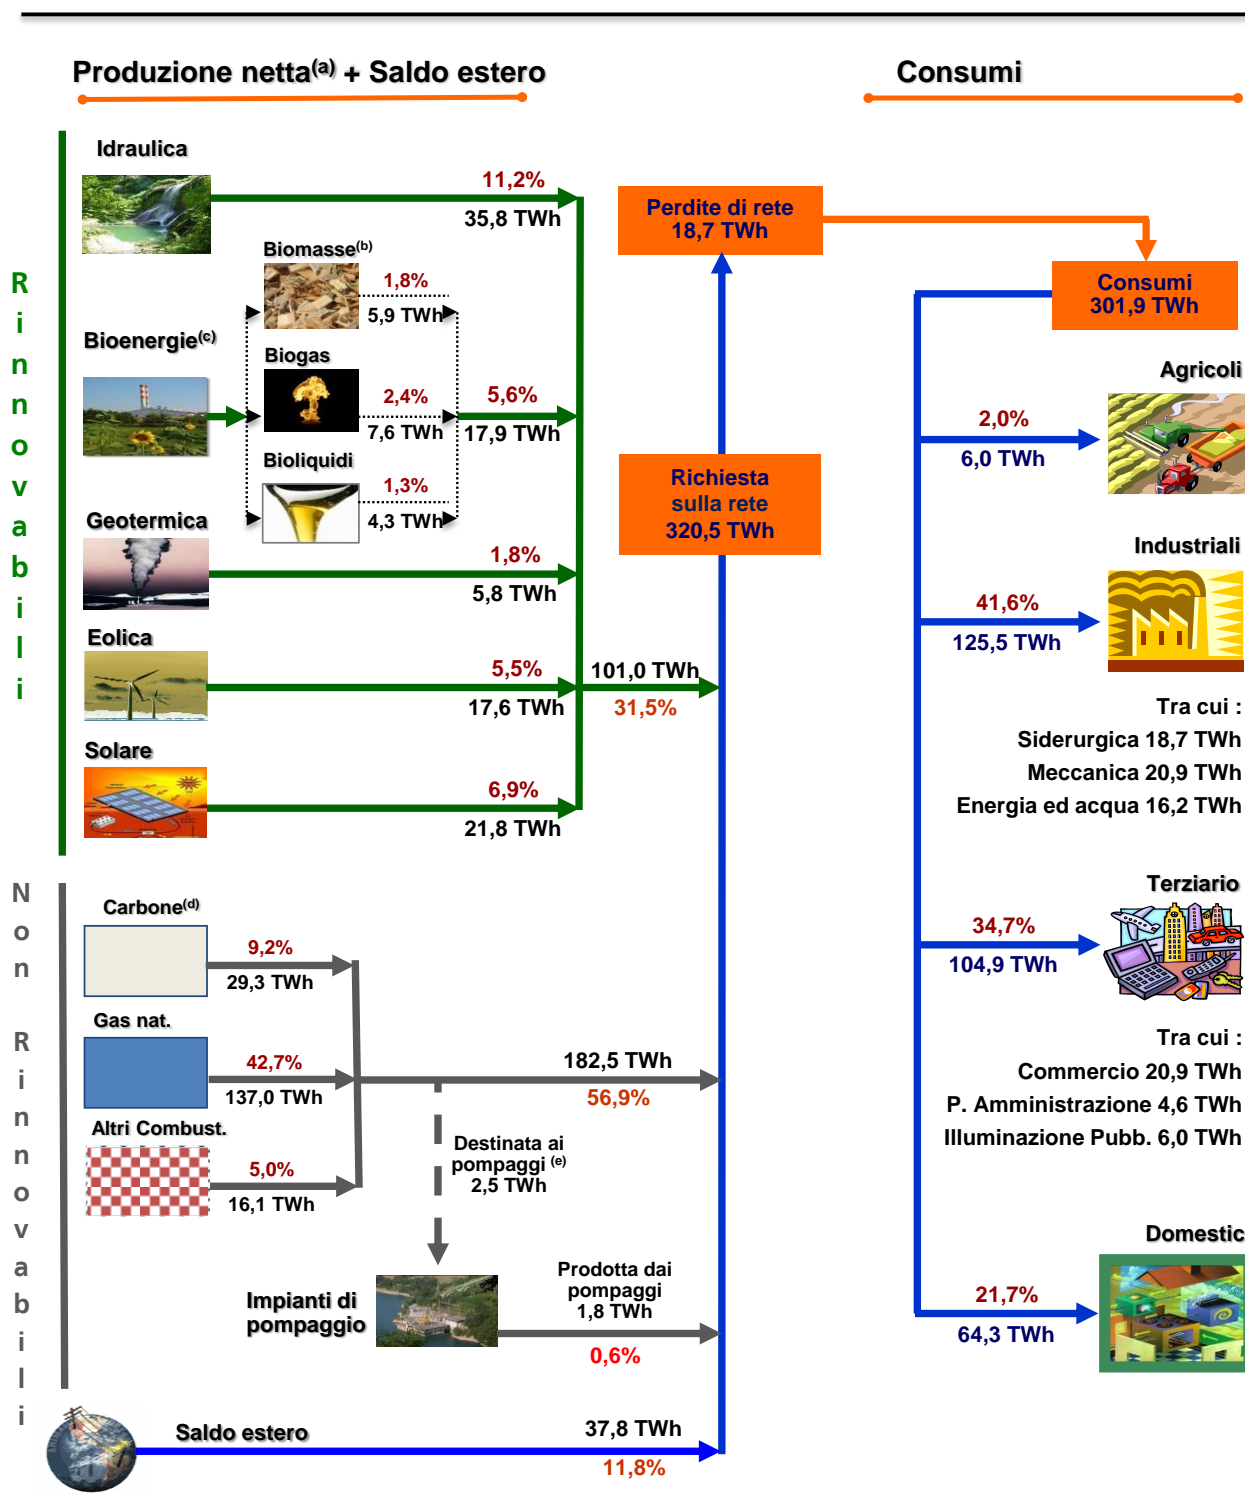 Produzione netta(a) + Saldo estero
Consumi
Rinnovabili
Idraulica
11,2%
35,8 TWh
Biomasse(b)
1,8%
5,9 TWh
Bioenergie(c)
Biogas
2,4%
7,6 TWh
5,6%
17,9 TWh
Bioliquidi
1,3%
4,3 TWh
Geotermica
1,8%
5,8 TWh
Eolica
5,5%
17,6 TWh
101,0 TWh
31,5%
Solare
6,9%
21,8 TWh
Non Rinnovabili
Carbone(d)
9,2%
29,3 TWh
Gas nat.
42,7%
137,0 TWh
182,5 TWh
56,9%
Altri Combust.
5,0%
16,1 TWh
Destinata ai
pompaggi (e)
2,5 TWh
Impianti di
pompaggio
Prodotta dai
pompaggi
1,8 TWh
0,6%
Saldo estero
37,8 TWh
11,8%
Perdite di rete
18,7 TWh
Richiesta
sulla rete
320,5 TWh
Consumi
301,9 TWh
Agricoli
2,0%
6,0 TWh
Industriali
41,6%
125,5 TWh
Tra cui :
Siderurgica 18,7 TWh
Meccanica 20,9 TWh
Energia ed acqua 16,2 TWh
Terziario
34,7%
104,9 TWh
Tra cui :
Commercio 20,9 TWh
P. Amministrazione 4,6 TWh
Illuminazione Pubb. 6,0 TWh
Domestic
21,7%
64,3 TWh